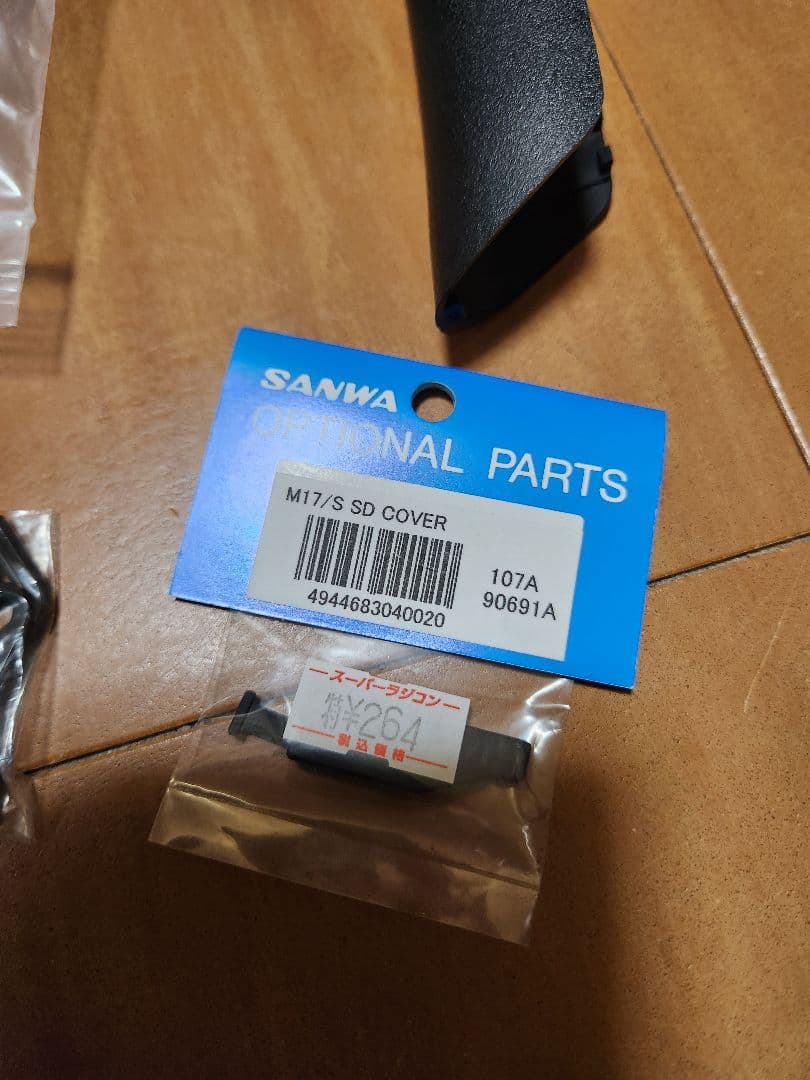 SANWA
OPTIONAL PARTS
M17/S SD COVER
4944683040020
107A
90691A
スーパーラジコン
¥264
税込価格